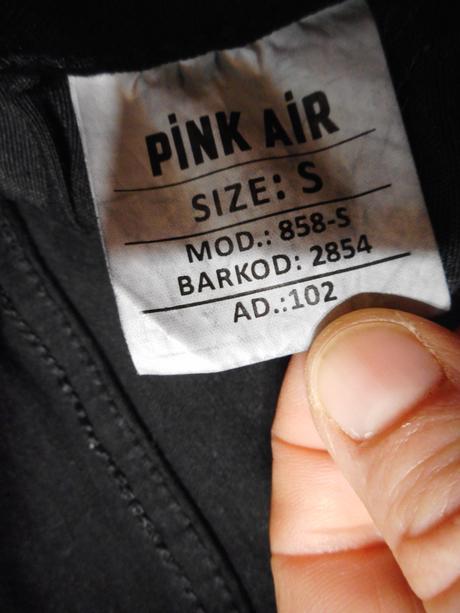 PİNK AİR
SIZE: S
MOD.: 858-S
BARKOD: 2854
AD.:102